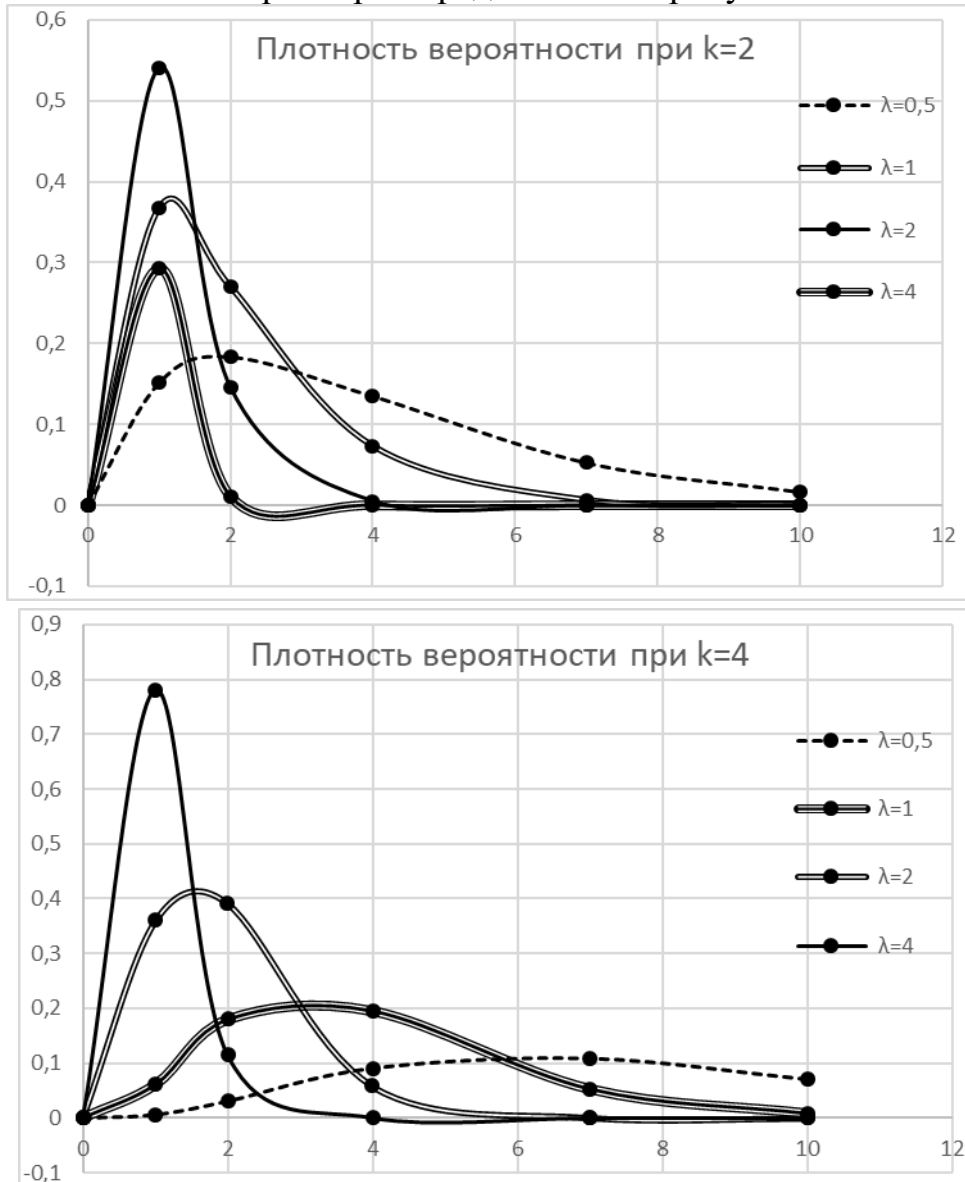 Плотность вероятности при k=2
0,6
0,5
0,4
0,3
0,2
0,1
0
-0,1
0 2 4 6 8 10 12
λ=0,5
λ=1
λ=2
λ=4
Плотность вероятности при k=4
0,9
0,8
0,7
0,6
0,5
0,4
0,3
0,2
0,1
0
-0,1
0 2 4 6 8 10 12
λ=0,5
λ=1
λ=2
λ=4